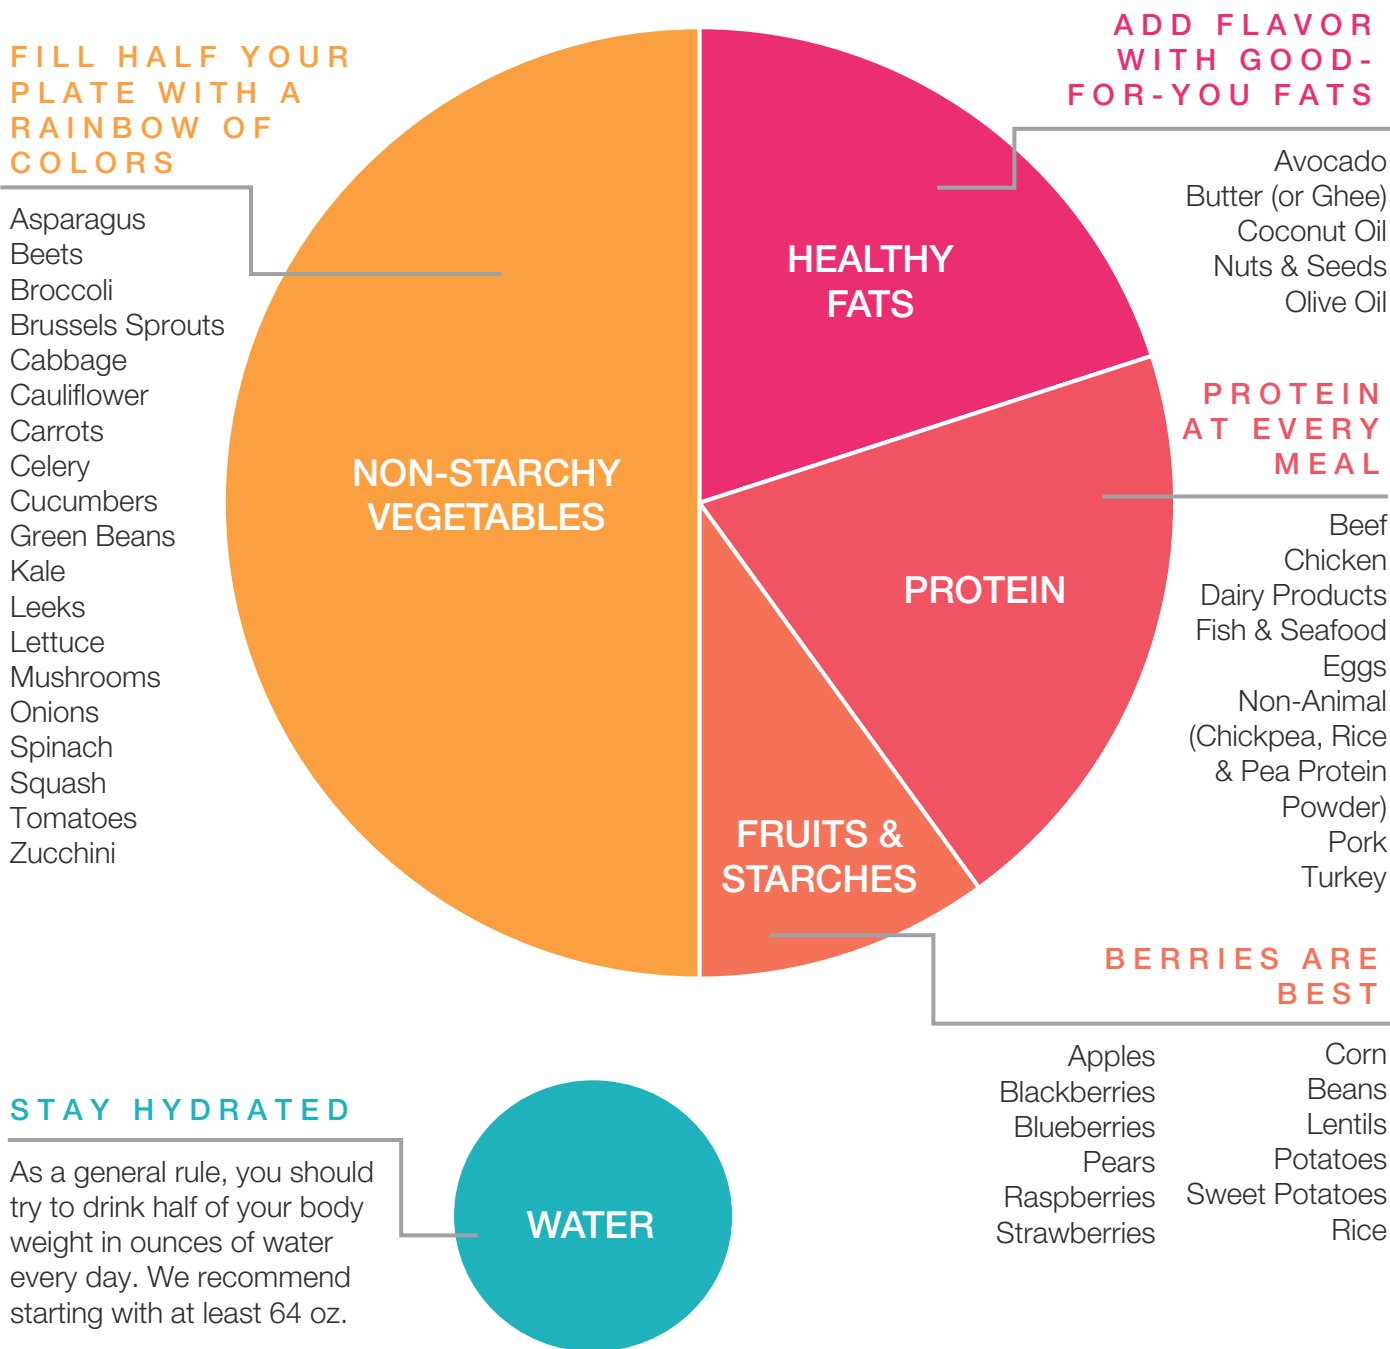 FILL HALF YOUR
PLATE WITH A
RAINBOW OF
COLORS
Asparagus
Beets
Broccoli
Brussels Sprouts
Cabbage
Cauliflower
Carrots
Celery
Cucumbers
Green Beans
Kale
Leeks
Lettuce
Mushrooms
Onions
Spinach
Squash
Tomatoes
Zucchini
NON-STARCHY
VEGETABLES
HEALTHY
FATS
PROTEIN
FRUITS &
STARCHES
ADD FLAVOR
WITH GOOD-
FOR-YOU FATS
Avocado
Butter (or Ghee)
Coconut Oil
Nuts & Seeds
Olive Oil
PROTEIN
AT EVERY
MEAL
Beef
Chicken
Dairy Products
Fish & Seafood
Eggs
Non-Animal
(Chickpea, Rice
& Pea Protein
Powder)
Pork
Turkey
BERRIES ARE
BEST
Apples
Blackberries
Blueberries
Pears
Raspberries
Strawberries
Corn
Beans
Lentils
Potatoes
Sweet Potatoes
Rice
STAY HYDRATED
As a general rule, you should
try to drink half of your body
weight in ounces of water
every day. We recommend
starting with at least 64 oz.
WATER